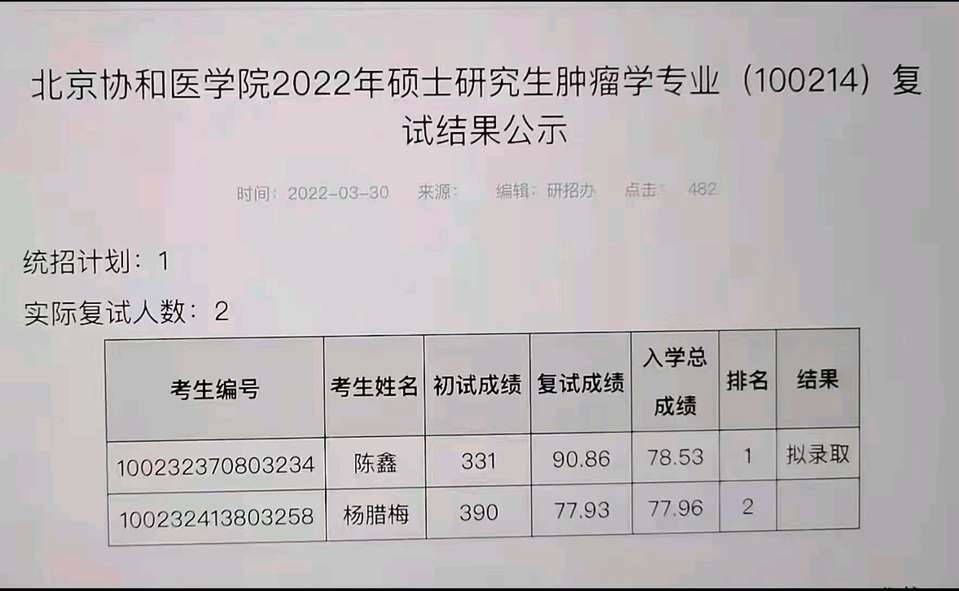 北京协和医学院2022年硕士研究生肿瘤学专业（100214）复
试结果公示
时间：2022-03-30 来源： 编辑：研招办 点击： 482
统招计划：1
实际复试人数：2
考生编号 考生姓名 初试成绩 复试成绩 入学总成绩 排名 结果
100232370803234 陈鑫 331 90.86 78.53 1 拟录取
100232413803258 杨腊梅 390 77.93 77.96 2